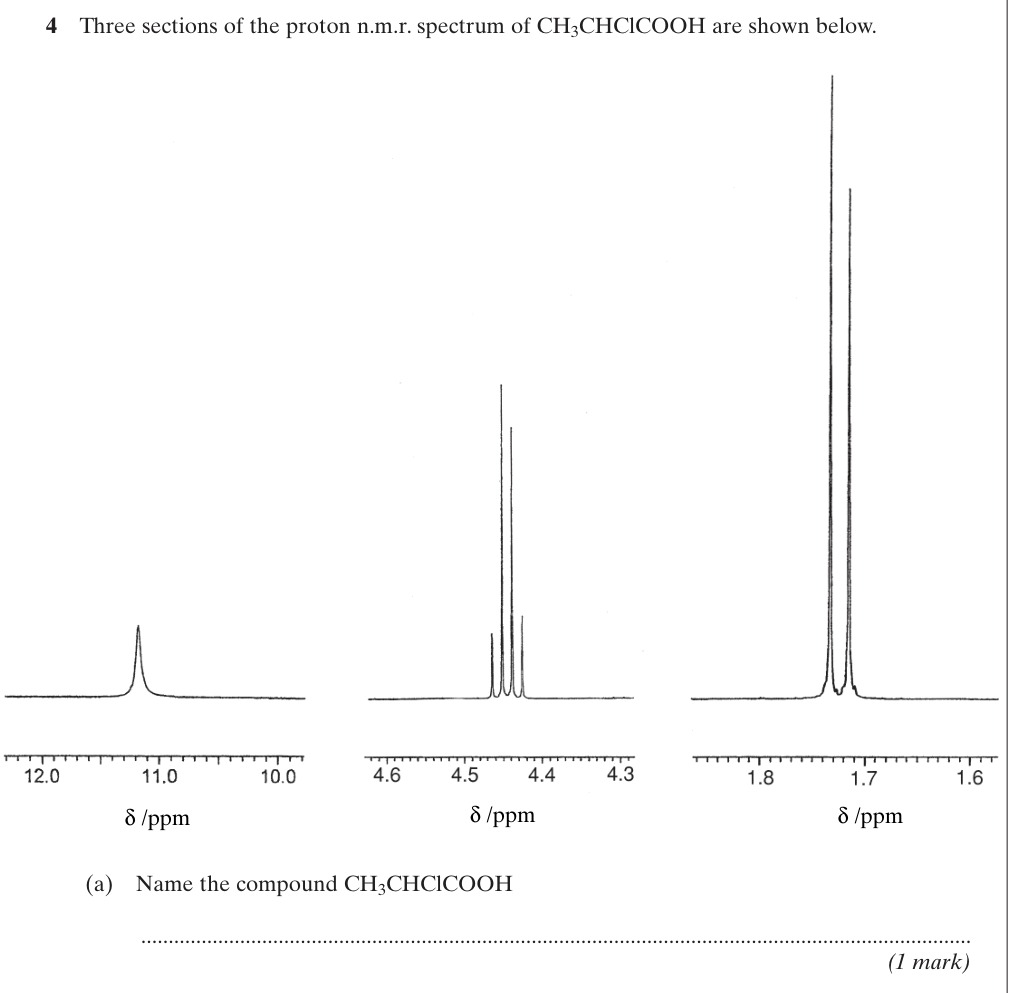 4 Three sections of the proton n.m.r. spectrum of CH₃CHClCOOH are shown below.
12.0 11.0 10.0
4.6 4.5 4.4 4.3
1.8 1.7 1.6
δ /ppm
δ /ppm
δ /ppm
(a) Name the compound CH₃CHClCOOH
(1 mark)